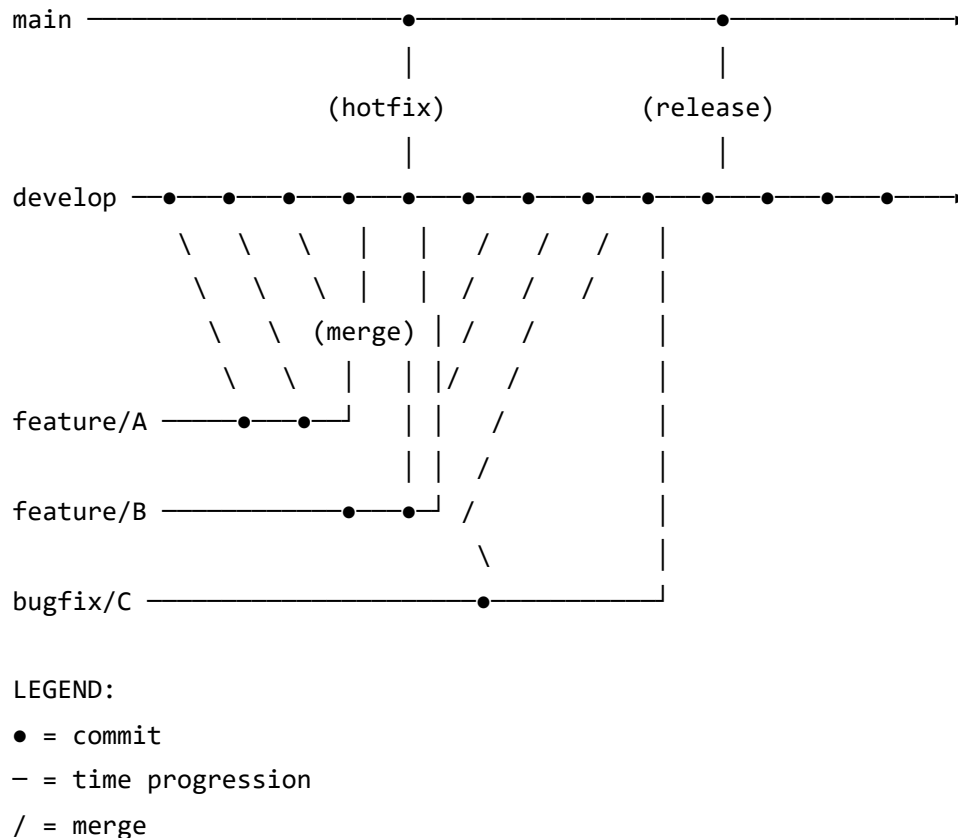 main
(hotfix) (release)
develop
(merge)
feature/A
feature/B
bugfix/C
LEGEND:
● = commit
─ = time progression
/ = merge